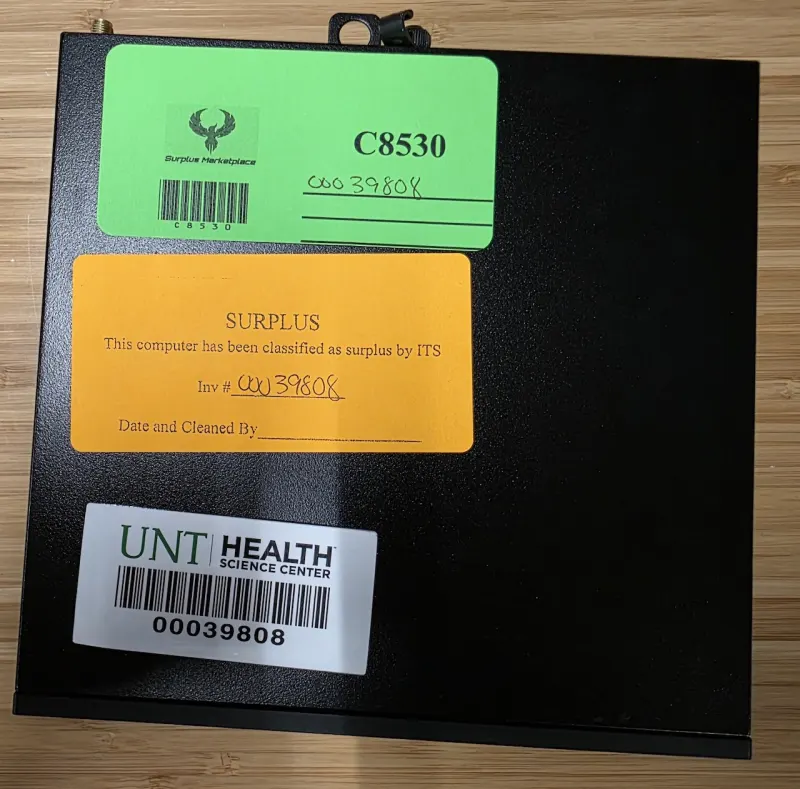 Surplus Marketplace
C8530
C8530
00039808
SURPLUS
This computer has been classified as surplus by ITS
Inv # 00039808
Date and Cleaned By
UNT HEALTH
SCIENCE CENTER
00039808